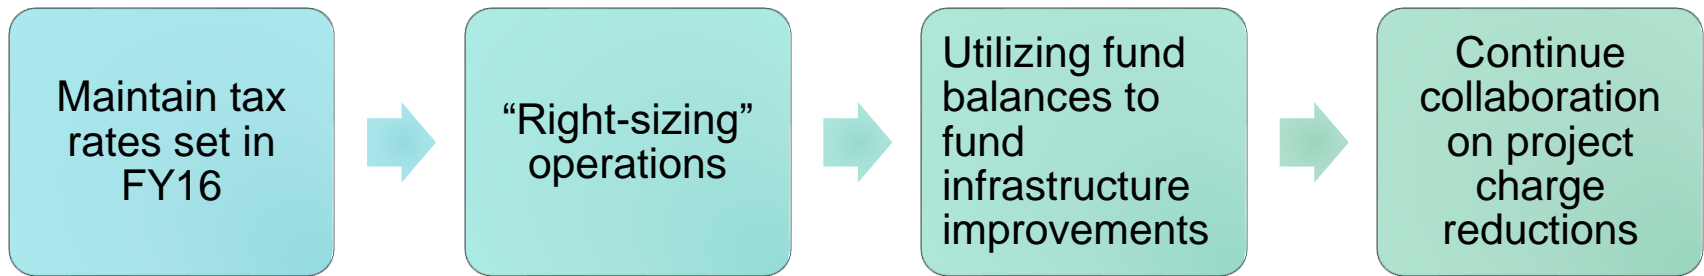 Maintain tax
rates set in
FY16
“Right-sizing”
operations
Utilizing fund
balances to
fund
infrastructure
improvements
Continue
collaboration
on project
charge
reductions